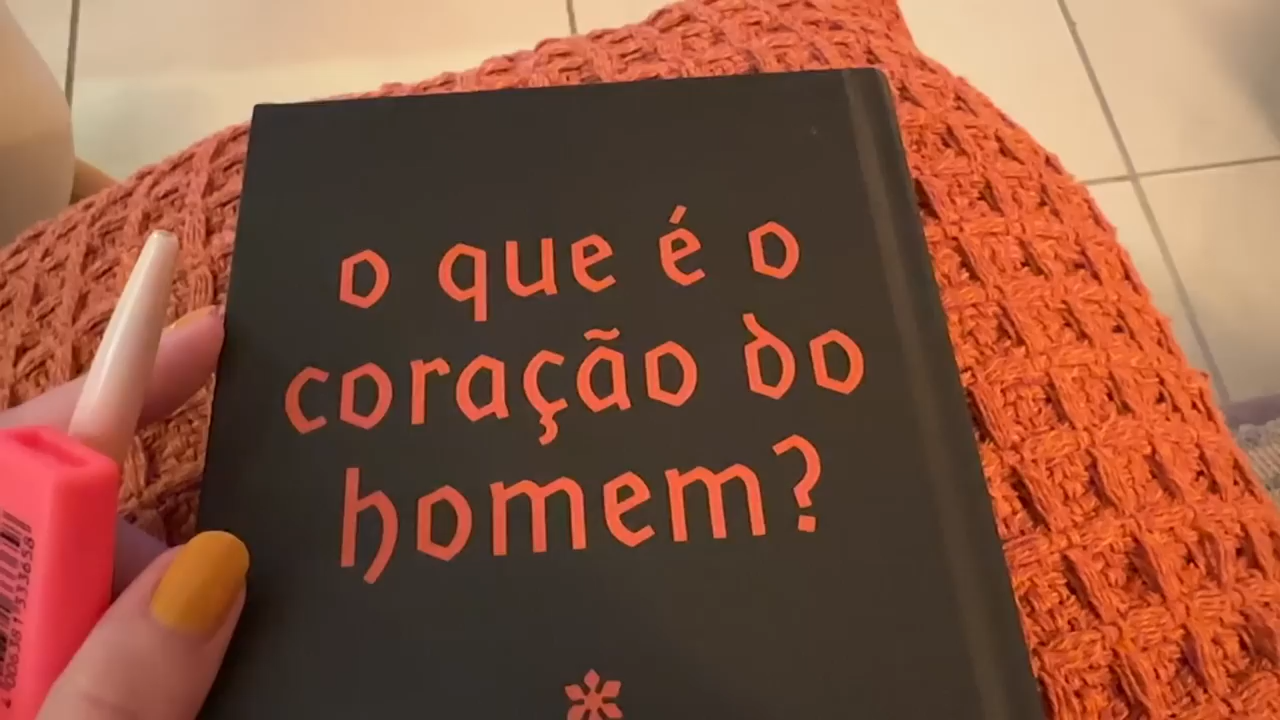 o que é o
coração do
homem?